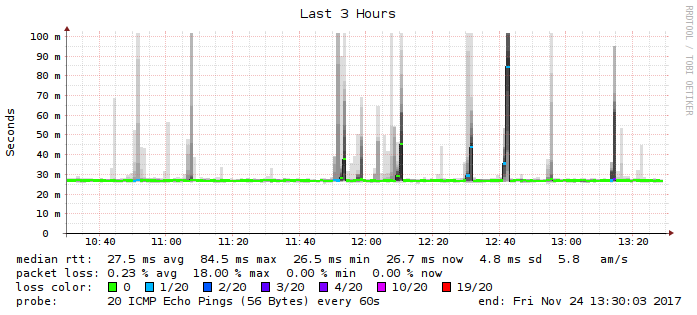 Last 3 Hours
RRDTOOL / TOBI OETIKER
Seconds
100 m
90 m
80 m
70 m
60 m
50 m
40 m
30 m
20 m
10 m
0
10:40 11:00 11:20 11:40 12:00 12:20 12:40 13:00 13:20
median rtt: 27.5 ms avg 84.5 ms max 26.5 ms min 26.7 ms now 4.8 ms sd 5.8 am/s
packet loss: 0.23 % avg 18.00 % max 0.00 % min 0.00 % now
loss color: 0 1/20 2/20 3/20 4/20 10/20 19/20
probe: 20 ICMP Echo Pings (56 Bytes) every 60s end: Fri Nov 24 13:30:03 2017